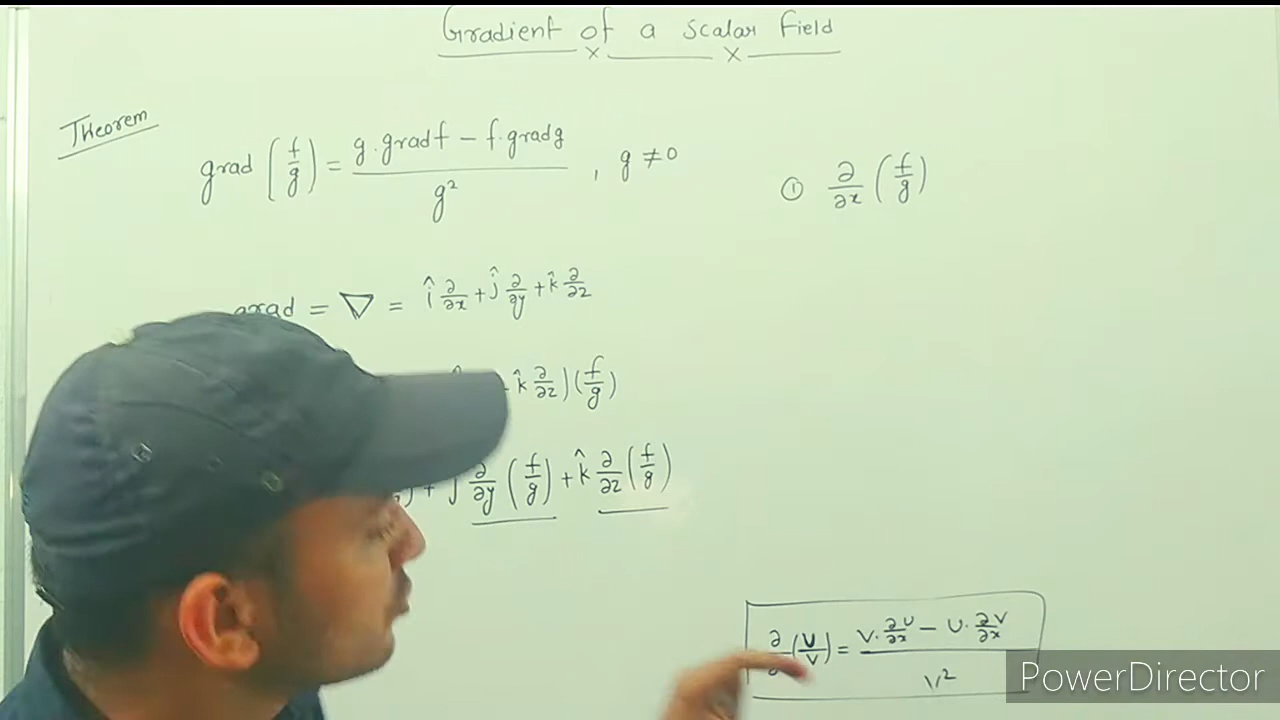 Gradient of a Scalar Field
Theorem
grad (f/g) = g.gradf − f.gradg / g² , g ≠ 0
① ∂/∂x (f/g)
grad = ∇ = î ∂/∂x + ĵ ∂/∂y + k̂ ∂/∂z
k̂ ∂/∂z)(f/g)
+ ĵ ∂/∂y (f/g) + k̂ ∂/∂z (f/g)
∂ (U/V) = V.∂U/∂x − U.∂V/∂x / V²
PowerDirector